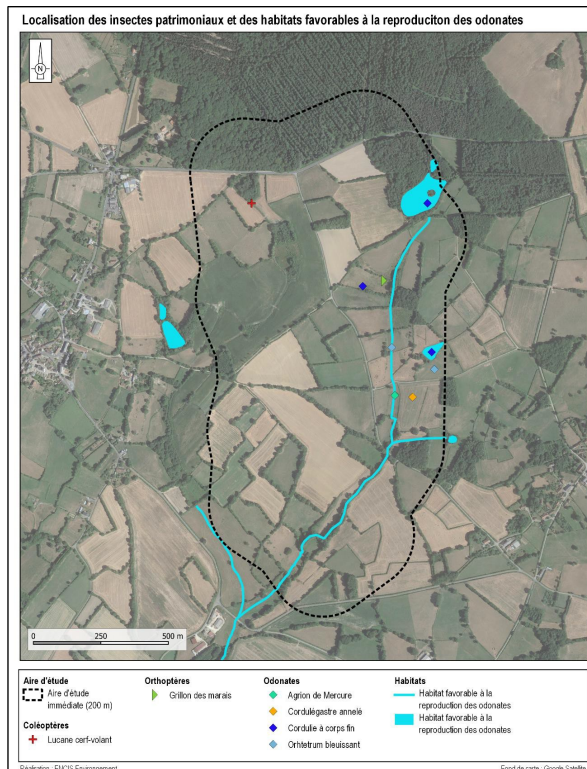 Localisation des insectes patrimoniaux et des habitats favorables à la reproduciton des odonates
N
0 250 500 m
Aire d'étude
Aire d'étude
immédiate (200 m)
Coléoptères
Lucane cerf-volant
Orthoptères
Grillon des marais
Odonates
Agrion de Mercure
Cordulégastre annelé
Cordulie à corps fin
Orhtetrum bleuissant
Habitats
Habitat favorable à la
reproduction des odonates
Habitat favorable à la
reproduction des odonates
Réalisation : ENCIS Environnement
Fond de carte : Google Satellite